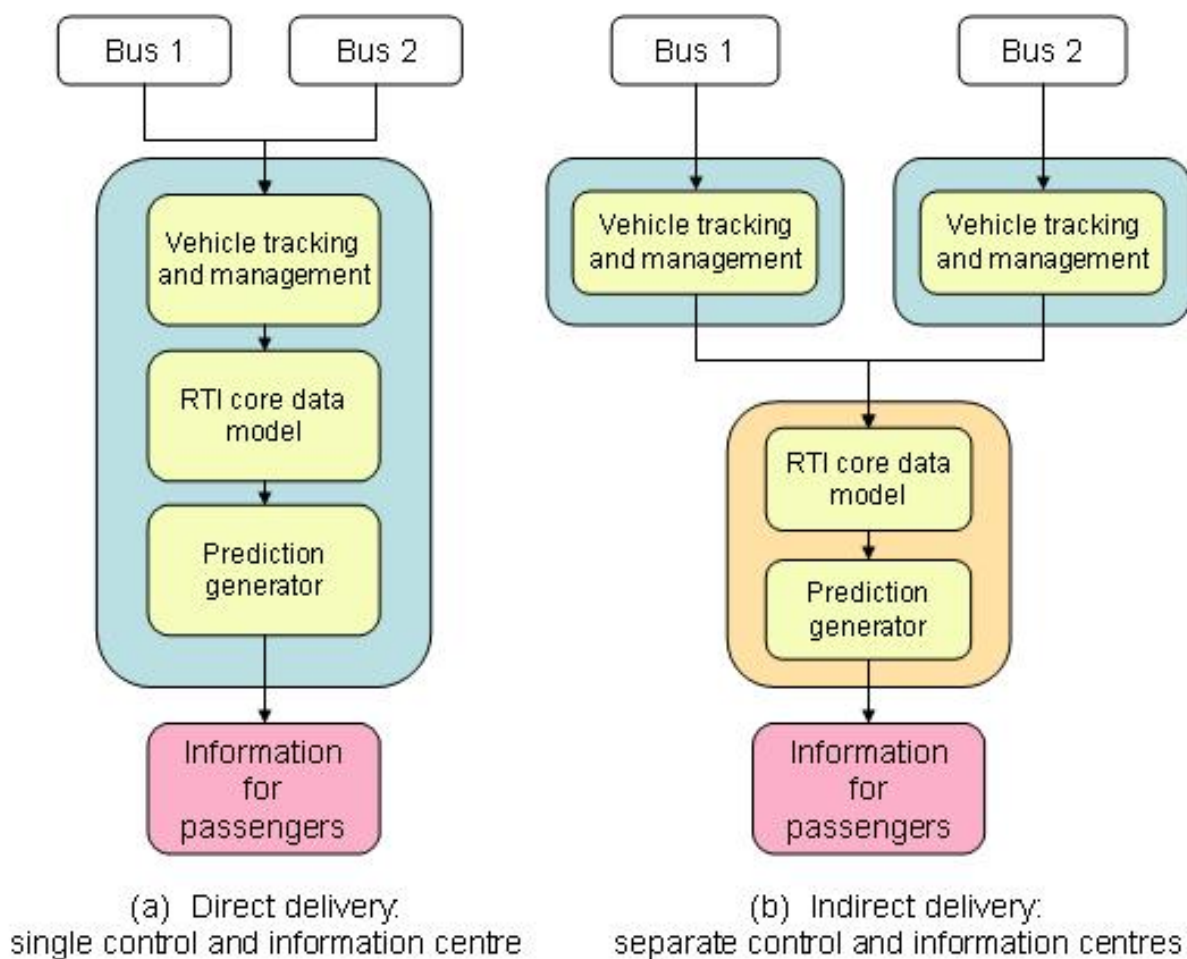 Bus 1
Bus 2
Vehicle tracking
and management
RTI core data
model
Prediction
generator
Information
for
passengers
(a) Direct delivery:
single control and information centre
Bus 1
Bus 2
Vehicle tracking
and management
Vehicle tracking
and management
RTI core data
model
Prediction
generator
Information
for
passengers
(b) Indirect delivery:
separate control and information centres